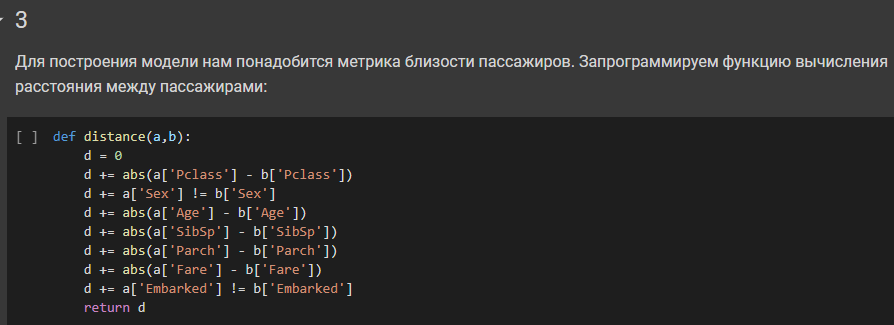 3
Для построения модели нам понадобится метрика близости пассажиров. Запрограммируем функцию вычисления
расстояния между пассажирами:
[ ] def distance(a,b):
d = 0
d += abs(a['Pclass'] - b['Pclass'])
d += a['Sex'] != b['Sex']
d += abs(a['Age'] - b['Age'])
d += abs(a['SibSp'] - b['SibSp'])
d += abs(a['Parch'] - b['Parch'])
d += abs(a['Fare'] - b['Fare'])
d += a['Embarked'] != b['Embarked']
return d